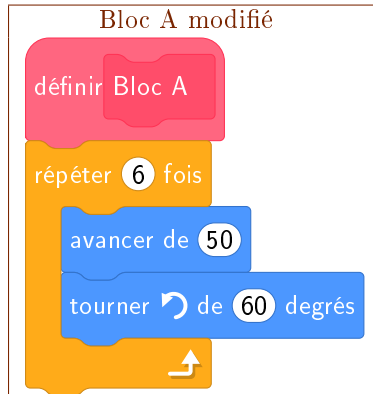 Bloc A modifié
définir Bloc A
répéter 6 fois
avancer de 50
tourner de 60 degrés